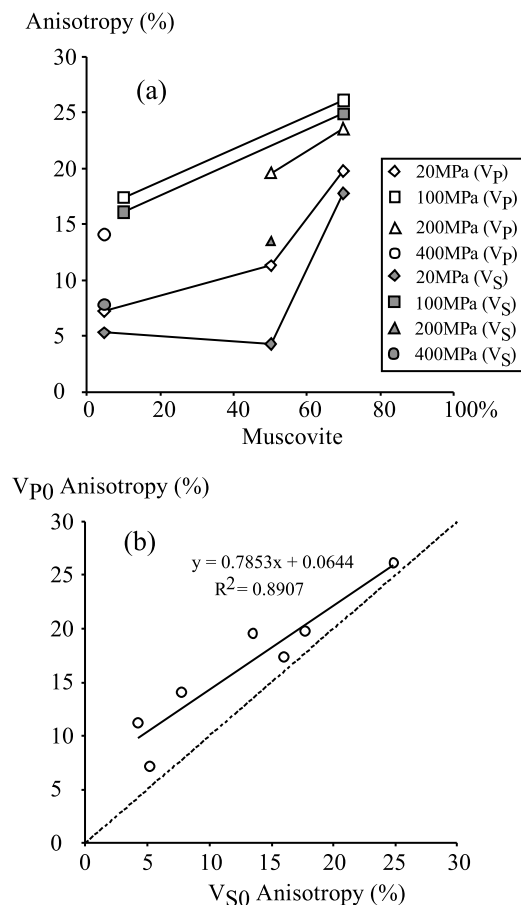 Anisotropy (%)
30
25
20
15
10
5
0
(a)
20MPa (VP)
100MPa (VP)
200MPa (VP)
400MPa (VP)
20MPa (VS)
100MPa (VS)
200MPa (VS)
400MPa (VS)
0 20 40 60 80 100%
Muscovite
VP0 Anisotropy (%)
30
25
20
15
10
5
0
(b)
y = 0.7853x + 0.0644
R2 = 0.8907
0 5 10 15 20 25 30
VS0 Anisotropy (%)